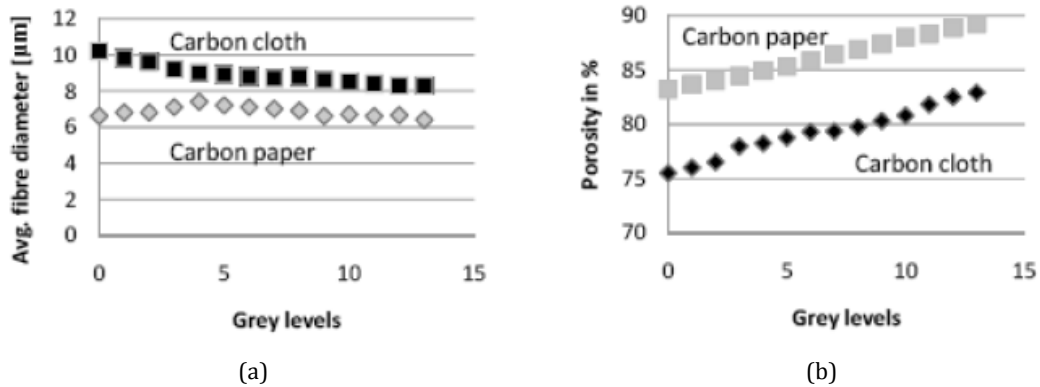 12
10
8
6
4
2
0
Avg. fibre diameter [µm]
Carbon cloth
Carbon paper
0 5 10 15
Grey levels
(a)
90
85
80
75
70
Porosity in %
Carbon paper
Carbon cloth
0 5 10 15
Grey levels
(b)